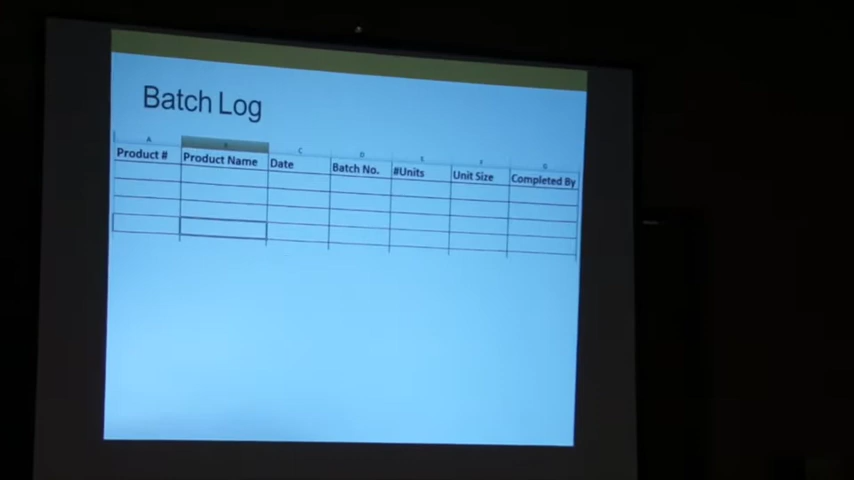 Batch Log
A B C D E F G
Product # Product Name Date Batch No. #Units Unit Size Completed By